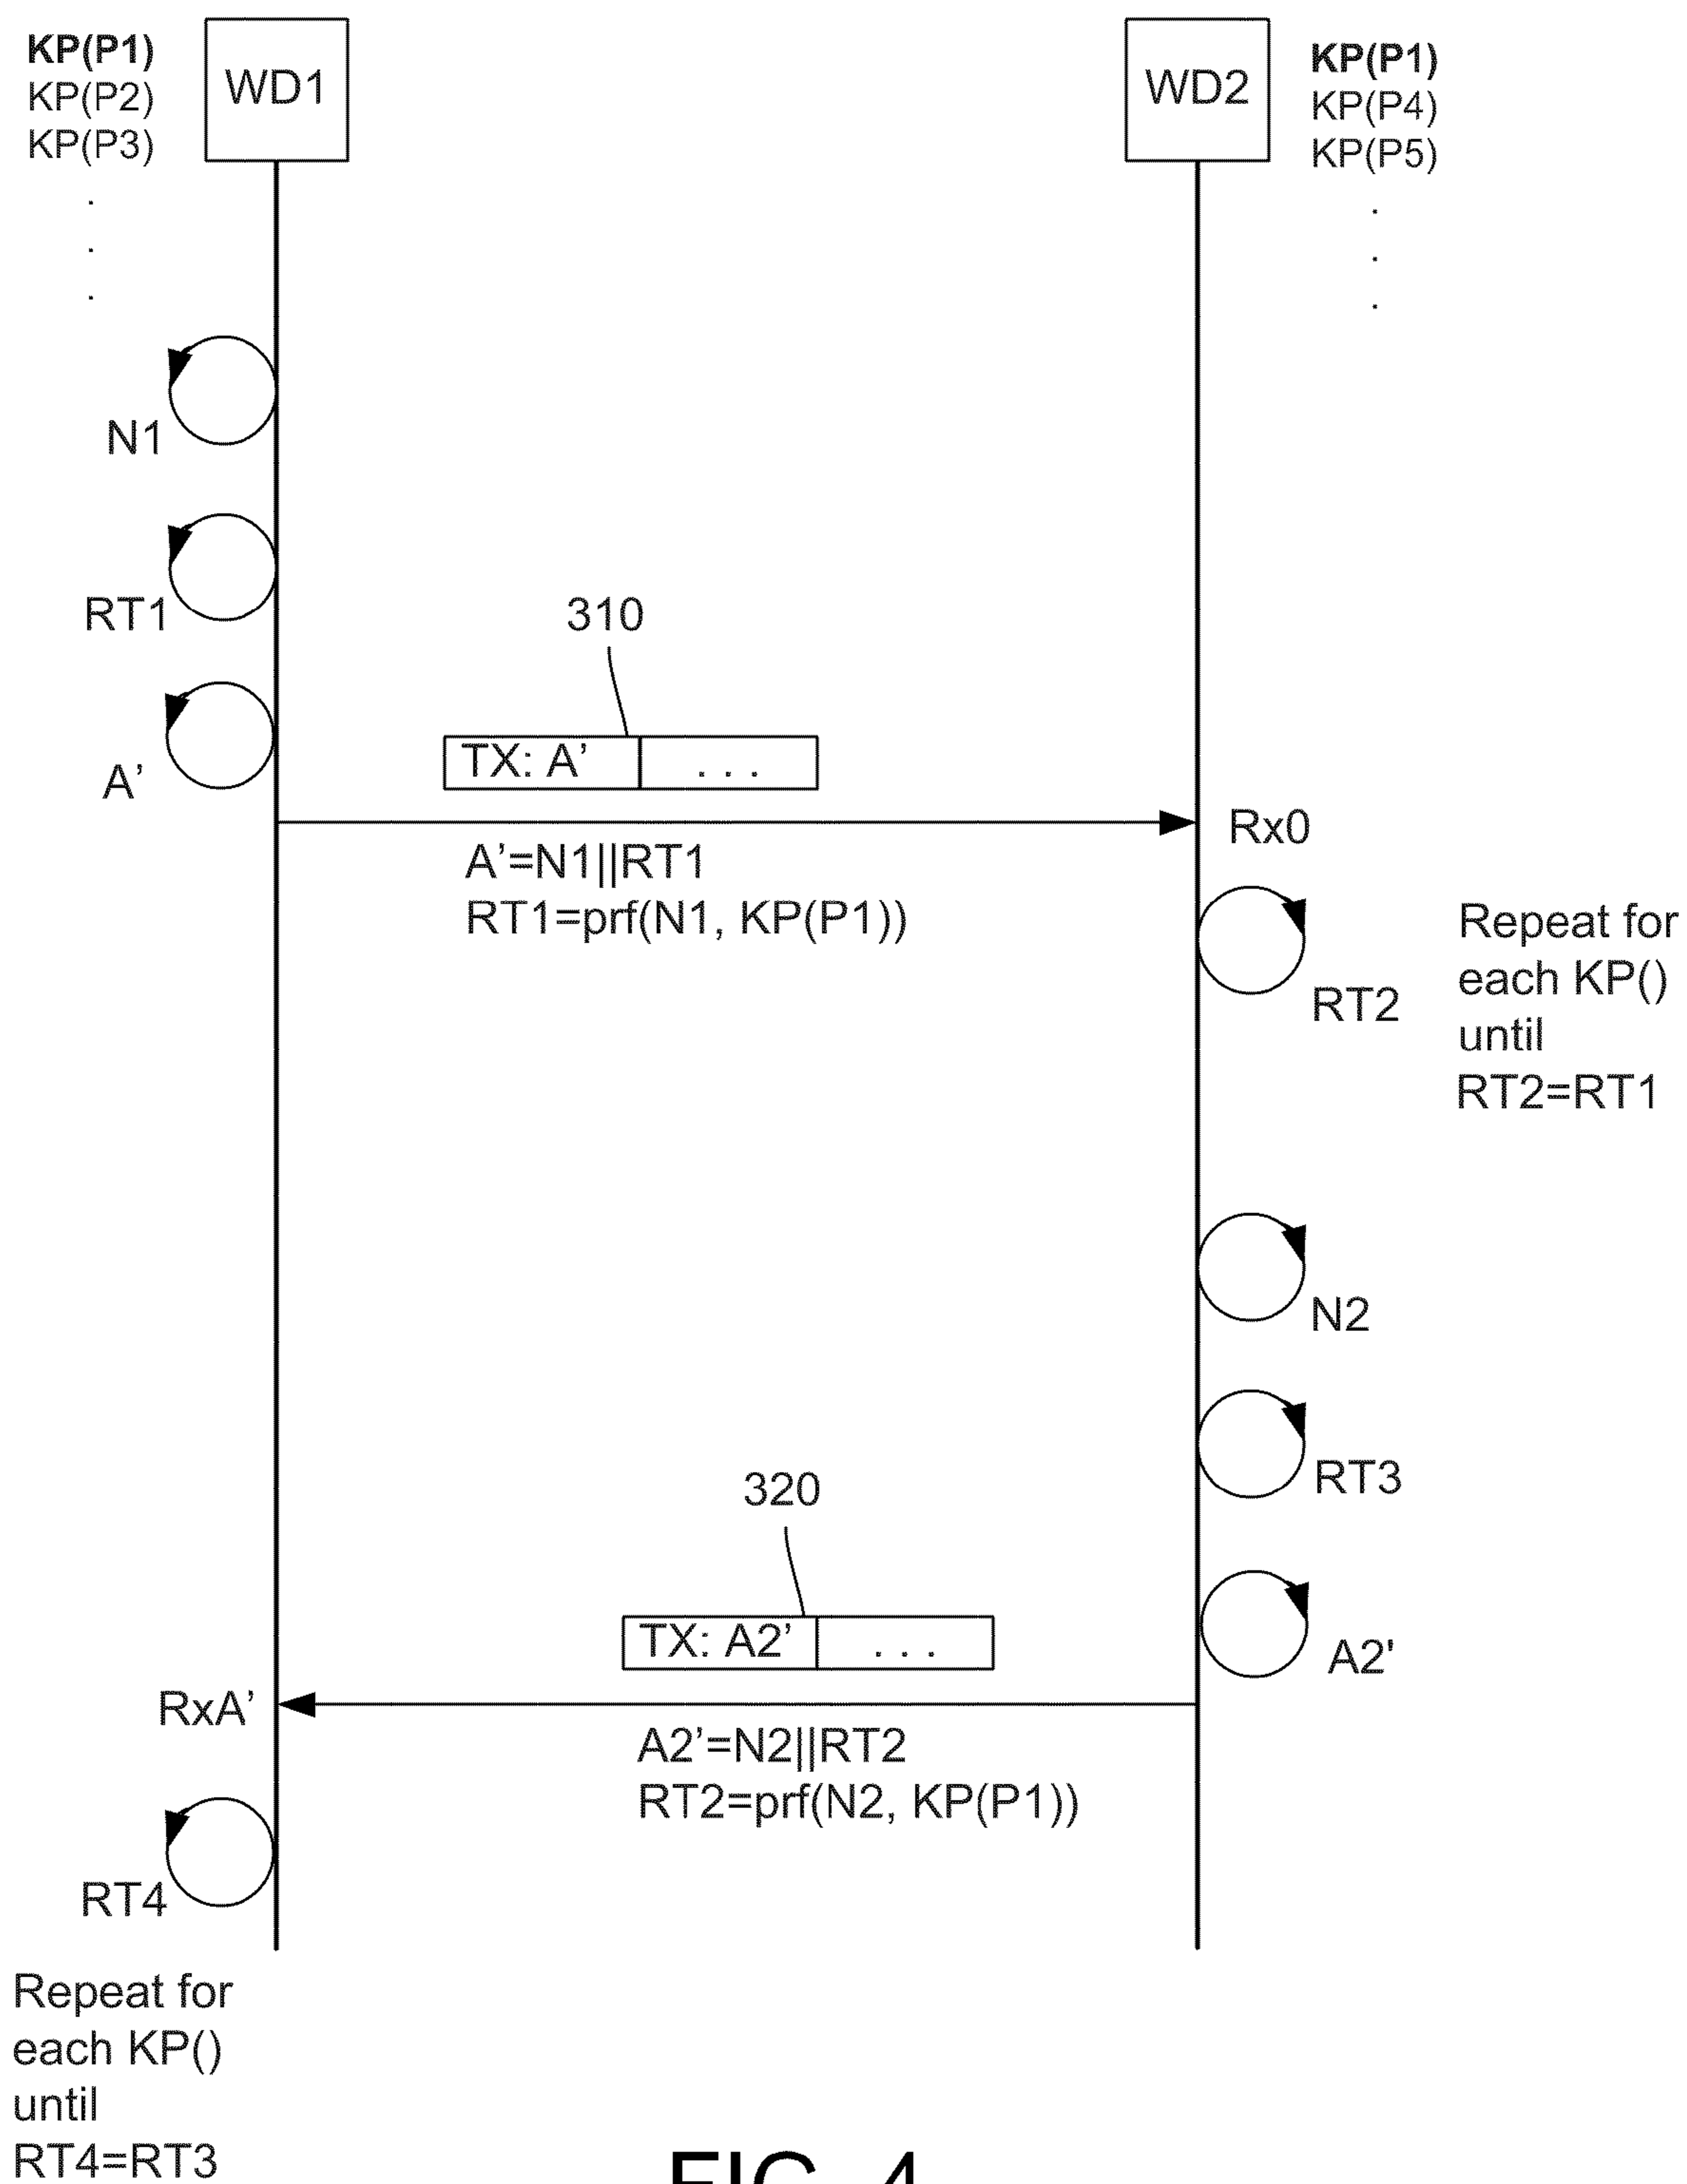 KP(P1)
KP(P2)
KP(P3)
.
.
.
WD1
WD2
KP(P1)
KP(P4)
KP(P5)
.
.
.
N1
RT1
A'
310
TX: A'
. . .
A'=N1||RT1
RT1=prf(N1, KP(P1))
Rx0
RT2
Repeat for
each KP()
until
RT2=RT1
N2
RT3
A2'
320
TX: A2'
. . .
RxA'
A2'=N2||RT2
RT2=prf(N2, KP(P1))
RT4
Repeat for
each KP()
until
RT4=RT3
FIG. 4